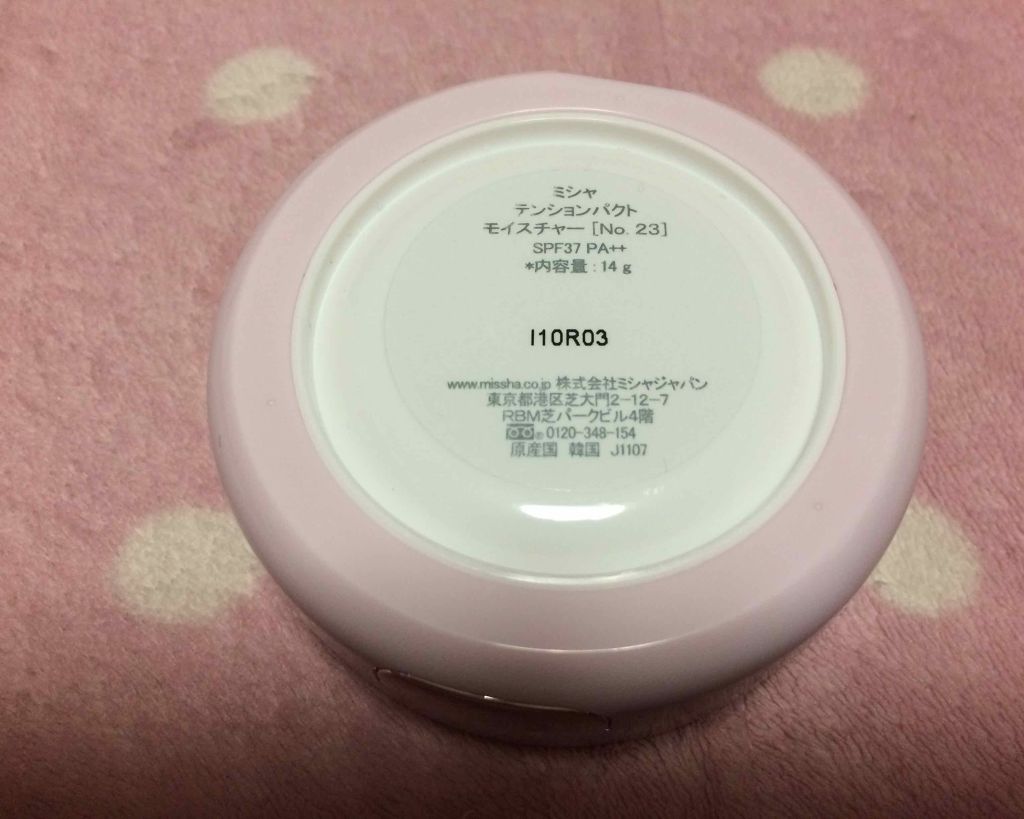 ミシャ
テンションパクト
モイスチャー [No. 23]
SPF37 PA++
*内容量 : 14 g
I10R03
www.missha.co.jp 株式会社ミシャジャパン
東京都港区芝大門2-12-7
RBM芝パークビル4階
® 0120-348-154
原産国 韓国 J1107